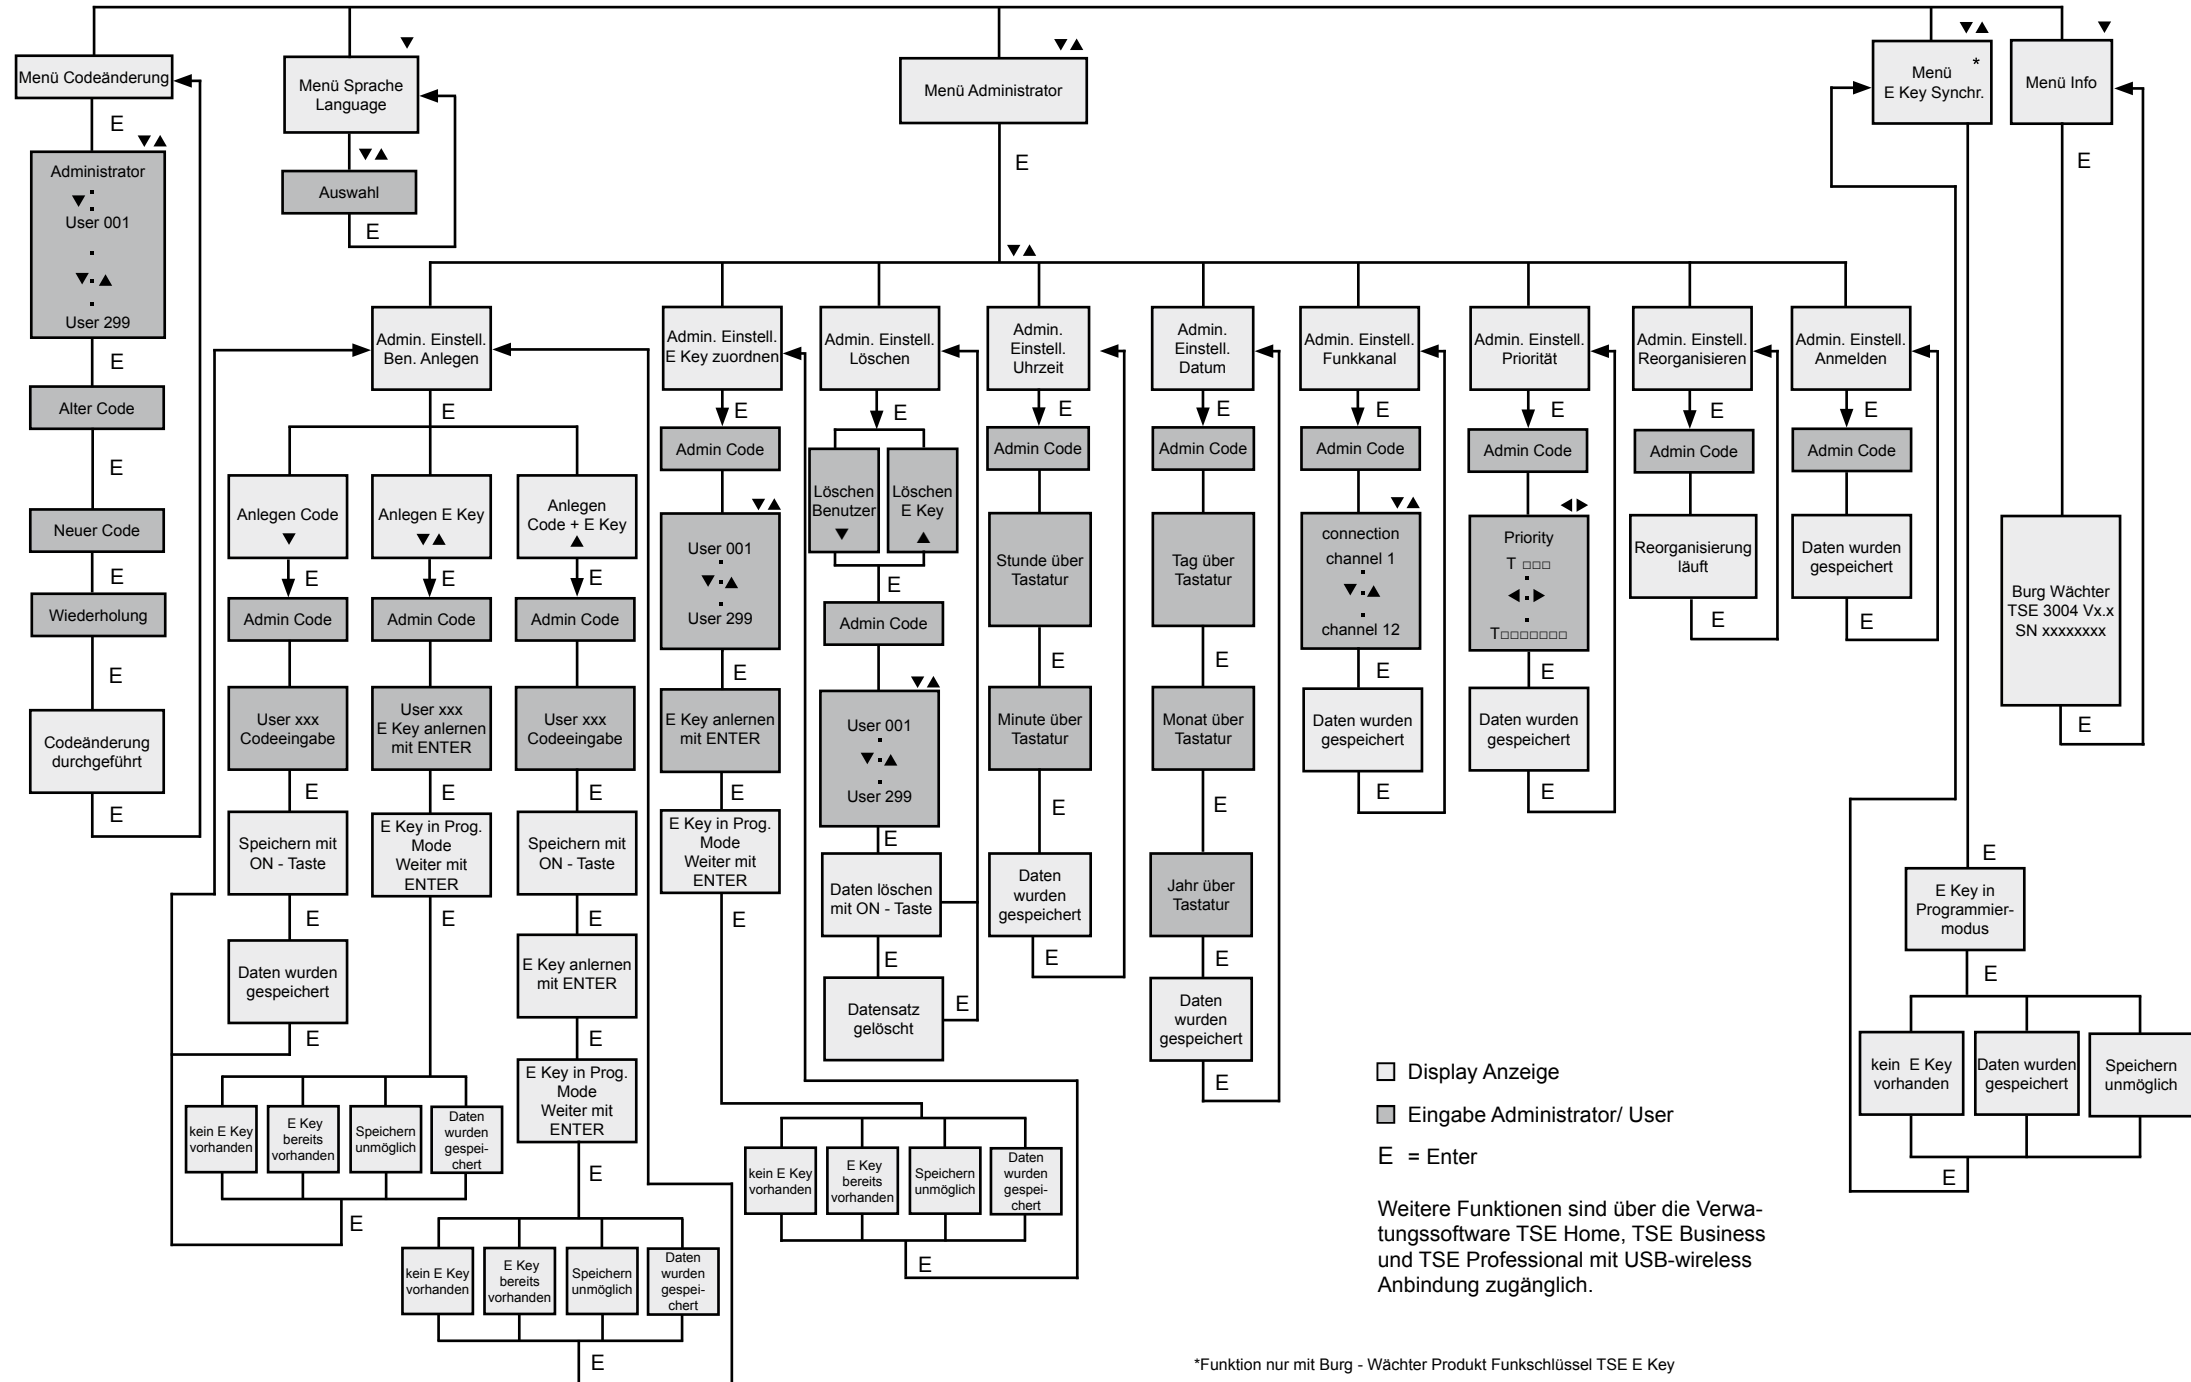 Menü Codeänderung
E
Administrator
User 001
User 299
E
Alter Code
E
Neuer Code
E
Wiederholung
E
Codeänderung
durchgeführt
E
Menü Sprache
Language
Auswahl
E
Menü Administrator
E
Admin. Einstell.
Ben. Anlegen
E
Anlegen Code
E
Admin Code
User xxx
Codeeingabe
E
Speichern mit
ON - Taste
E
Daten wurden
gespeichert
E
Anlegen E Key
E
Admin Code
User xxx
E Key anlernen
mit ENTER
E
E Key in Prog.
Mode
Weiter mit
ENTER
E
kein E Key
vorhanden
E Key
bereits
vorhanden
Speichern
unmöglich
Daten
wurden
gespei-
chert
E
Anlegen
Code + E Key
E
Admin Code
User xxx
Codeeingabe
E
Speichern mit
ON - Taste
E
E Key anlernen
mit ENTER
E
E Key in Prog.
Mode
Weiter mit
ENTER
E
kein E Key
vorhanden
E Key
bereits
vorhanden
Speichern
unmöglich
Daten
wurden
gespei-
chert
E
Admin. Einstell.
E Key zuordnen
E
Admin Code
User 001
User 299
E
E Key anlernen
mit ENTER
E
E Key in Prog.
Mode
Weiter mit
ENTER
E
kein E Key
vorhanden
E Key
bereits
vorhanden
Speichern
unmöglich
Daten
wurden
gespei-
chert
E
Admin. Einstell.
Löschen
E
Löschen
Benutzer
Löschen
E Key
E
Admin Code
User 001
User 299
E
Daten löschen
mit ON - Taste
E
Datensatz
gelöscht
E
Admin.
Einstell.
Uhrzeit
E
Admin Code
Stunde über
Tastatur
E
Minute über
Tastatur
E
Daten
wurden
gespeichert
E
Admin.
Einstell.
Datum
E
Admin Code
Tag über
Tastatur
E
Monat über
Tastatur
E
Jahr über
Tastatur
E
Daten
wurden
gespeichert
E
Admin. Einstell.
Funkkanal
E
Admin Code
connection
channel 1
channel 12
E
Daten wurden
gespeichert
E
Admin. Einstell.
Priorität
E
Admin Code
Priority
T □□□
T□□□□□□□
E
Daten wurden
gespeichert
E
Admin. Einstell.
Reorganisieren
E
Admin Code
Reorganisierung
läuft
E
Admin. Einstell.
Anmelden
E
Admin Code
Daten wurden
gespeichert
E
Menü *
E Key Synchr.
E
E Key in
Programmier-
modus
E
kein E Key
vorhanden
Daten wurden
gespeichert
Speichern
unmöglich
E
Menü Info
E
Burg Wächter
TSE 3004 Vx.x
SN xxxxxxxx
E
Display Anzeige
Eingabe Administrator/ User
E = Enter
Weitere Funktionen sind über die Verwa-
tungssoftware TSE Home, TSE Business
und TSE Professional mit USB-wireless
Anbindung zugänglich.
*Funktion nur mit Burg - Wächter Produkt Funkschlüssel TSE E Key